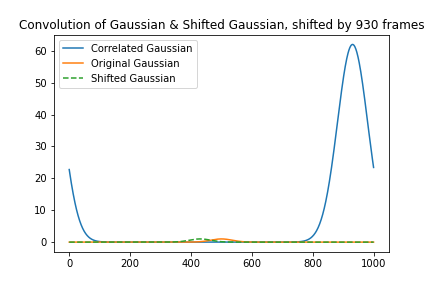 Convolution of Gaussian & Shifted Gaussian, shifted by 930 frames
Correlated Gaussian
Original Gaussian
Shifted Gaussian
60
50
40
30
20
10
0
0 200 400 600 800 1000